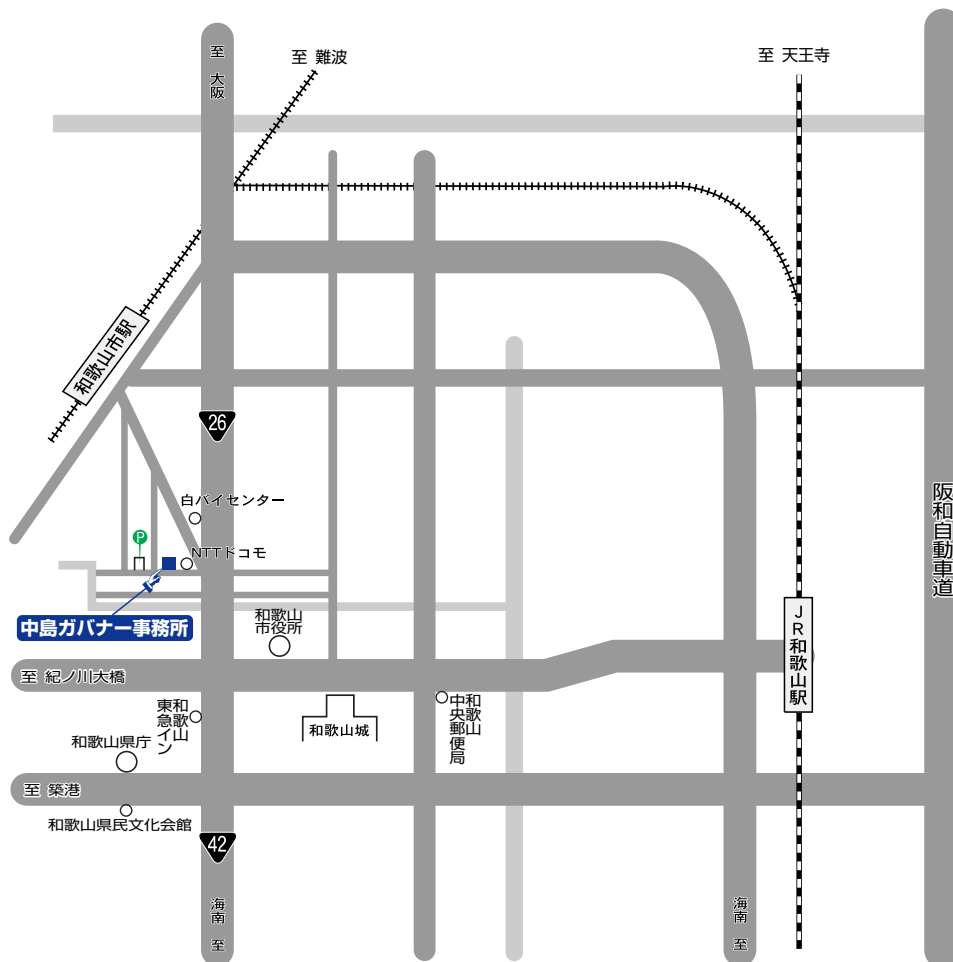 至 大阪
至 難波
至 天王寺
和歌山市駅
26
白バイセンター
P
NTTドコモ
中島ガバナー事務所
和歌山
市役所
至 紀ノ川大橋
JR和歌山駅
阪和自動車道
和歌山
東急イン
和歌山城
和歌山
中央郵便局
和歌山県庁
至 築港
和歌山県民文化会館
42
海南 至
海南 至